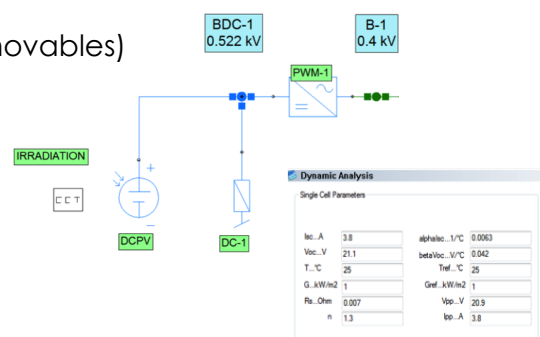 BDC-1
0.522 kV
B-1
0.4 kV
novables)
PWM-1
IRRADIATION
CCT
DCPV
DC-1
Dynamic Analysis
Single Cell Parameters
Isc...A 3.8 alphaIsc...1/°C 0.0063
Voc...V 21.1 betaVoc...V/°C 0.042
T...°C 25 Tref...°C 25
G...kW/m2 1 Gref...kW/m2 1
Rs...Ohm 0.007 Vpp...V 20.9
n 1.3 Ipp...A 3.8